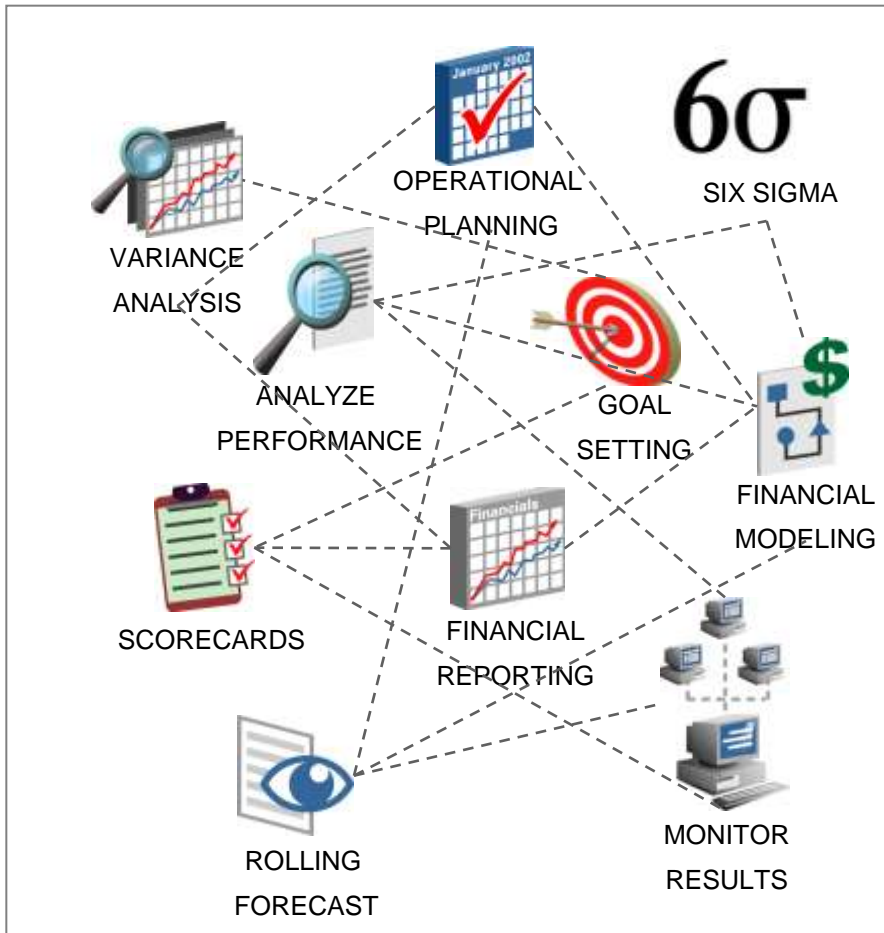 January 2002
6σ
OPERATIONAL
PLANNING
SIX SIGMA
VARIANCE
ANALYSIS
ANALYZE
PERFORMANCE
GOAL
SETTING
$
FINANCIAL
MODELING
Financials
SCORECARDS
FINANCIAL
REPORTING
ROLLING
FORECAST
MONITOR
RESULTS